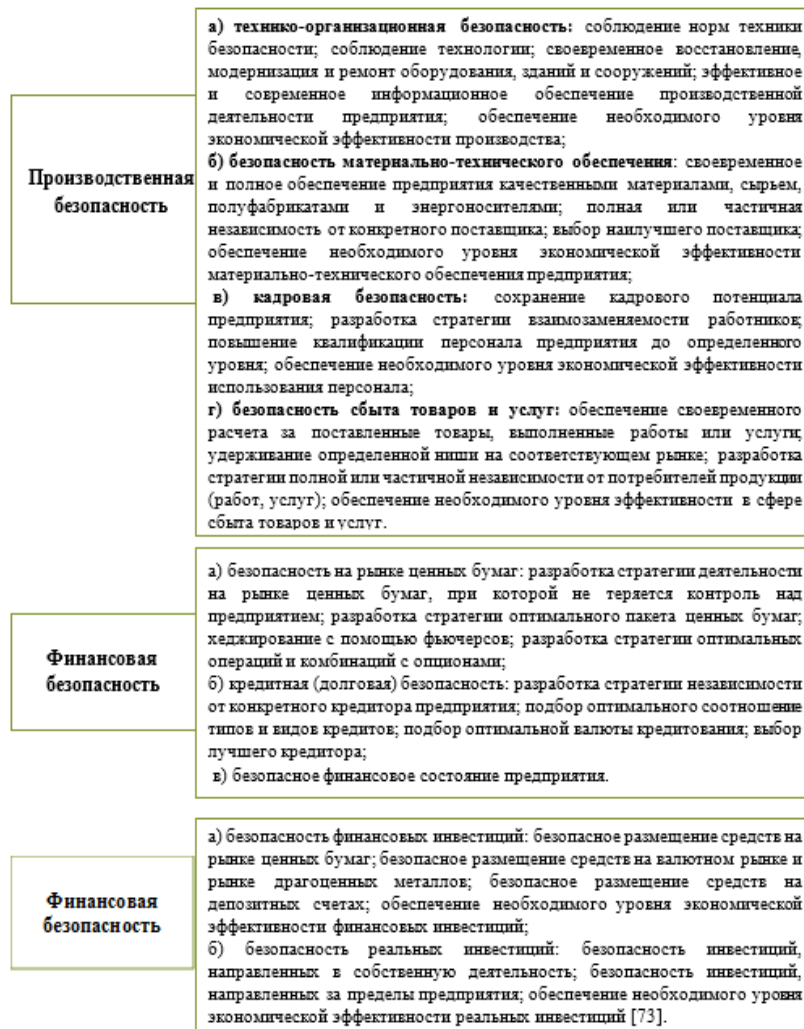 Производственная
безопасность
а) технико-организационная безопасность: соблюдение норм техники
безопасности; соблюдение технологии; своевременное восстановление,
модернизация и ремонт оборудования, зданий и сооружений; эффективное
и современное информационное обеспечение производственной
деятельности предприятия; обеспечение необходимого уровня
экономической эффективности производства;
б) безопасность материально-технического обеспечения: своевременное
и полное обеспечение предприятия качественными материалами, сырьем,
полуфабрикатами и энергоносителями; полная или частичная
независимость от конкретного поставщика; выбор наилучшего поставщика;
обеспечение необходимого уровня экономической эффективности
материально-технического обеспечения предприятия;
в) кадровая безопасность: сохранение кадрового потенциала
предприятия; разработка стратегии взаимозаменяемости работников;
повышение квалификации персонала предприятия до определенного
уровня; обеспечение необходимого уровня экономической эффективности
использования персонала;
г) безопасность сбыта товаров и услуг: обеспечение своевременного
расчета за поставленные товары, выполненные работы или услуги;
удерживание определенной ниши на соответствующем рынке; разработка
стратегии полной или частичной независимости от потребителей продукции
(работ, услуг); обеспечение необходимого уровня эффективности в сфере
сбыта товаров и услуг.
Финансовая
безопасность
а) безопасность на рынке ценных бумаг: разработка стратегии деятельности
на рынке ценных бумаг, при которой не теряется контроль над
предприятием; разработка стратегии оптимального пакета ценных бумаг;
хеджирование с помощью фьючерсов; разработка стратегии оптимальных
операций и комбинаций с опционами;
б) кредитная (долговая) безопасность: разработка стратегии независимости
от конкретного кредитора предприятия; подбор оптимального соотношение
типов и видов кредитов; подбор оптимальной валюты кредитования; выбор
лучшего кредитора;
в) безопасное финансовое состояние предприятия.
Финансовая
безопасность
а) безопасность финансовых инвестиций: безопасное размещение средств на
рынке ценных бумаг; безопасное размещение средств на валютном рынке и
рынке драгоценных металлов; безопасное размещение средств на
депозитных счетах; обеспечение необходимого уровня экономической
эффективности финансовых инвестиций;
б) безопасность реальных инвестиций: безопасность инвестиций,
направленных в собственную деятельность; безопасность инвестиций,
направленных за пределы предприятия; обеспечение необходимого уровня
экономической эффективности реальных инвестиций [73].